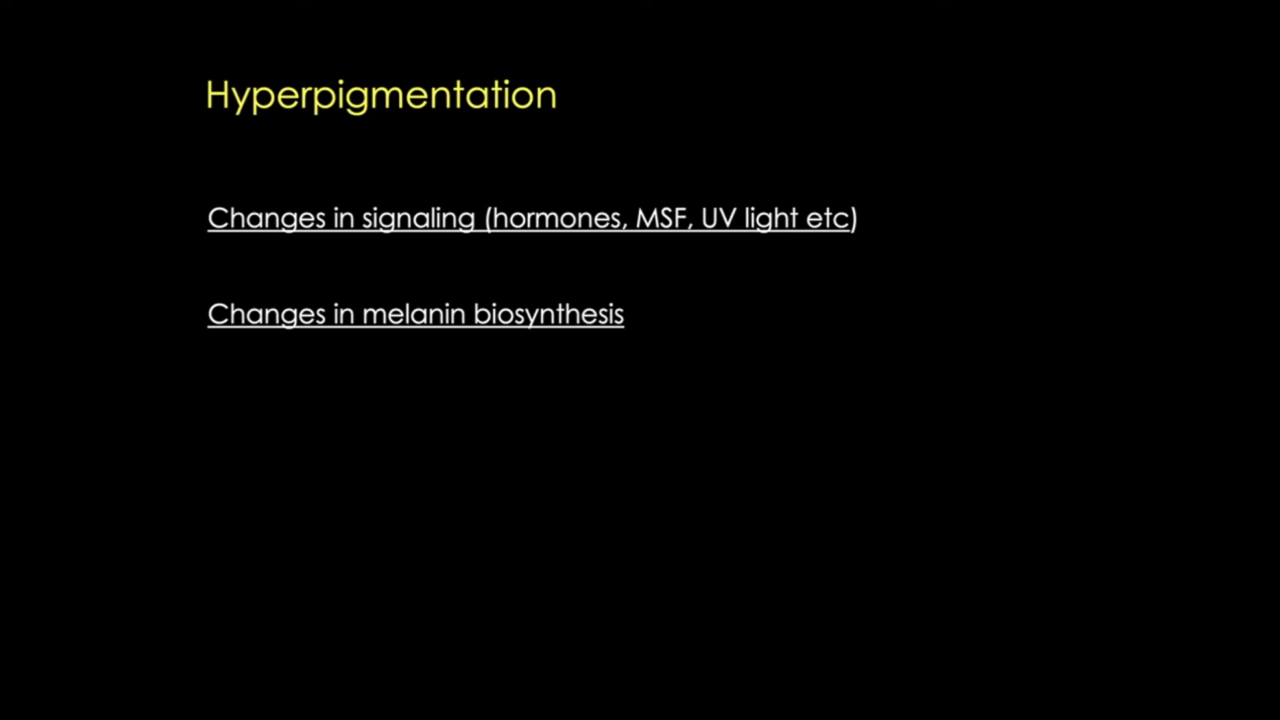 Hyperpigmentation
Changes in signaling (hormones, MSF, UV light etc)
Changes in melanin biosynthesis